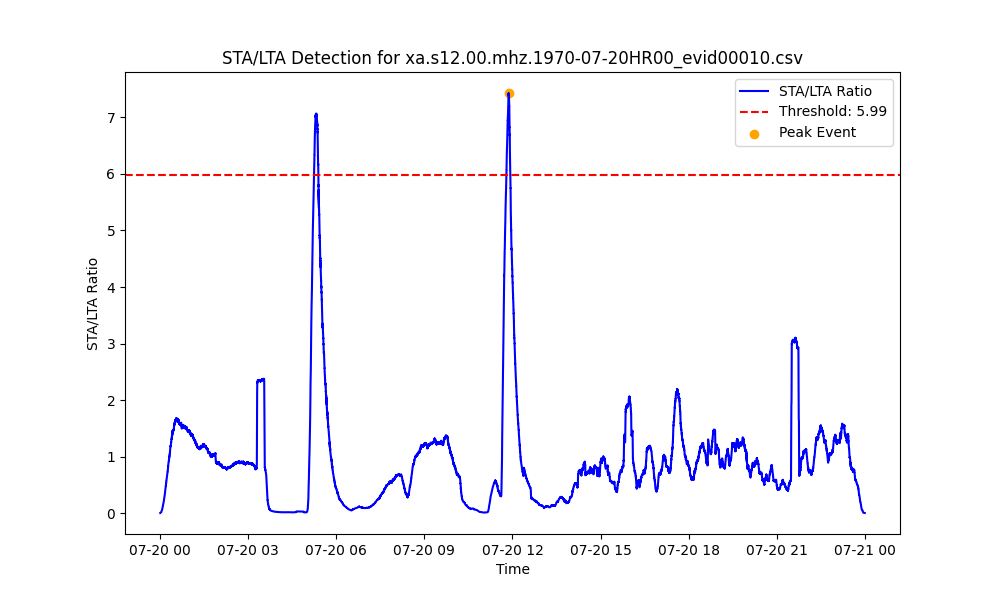 STA/LTA Detection for xa.s12.00.mhz.1970-07-20HR00_evid00010.csv
STA/LTA Ratio
Threshold: 5.99
Peak Event
7
6
5
4
3
2
1
0
STA/LTA Ratio
07-20 00
07-20 03
07-20 06
07-20 09
07-20 12
07-20 15
07-20 18
07-20 21
07-21 00
Time